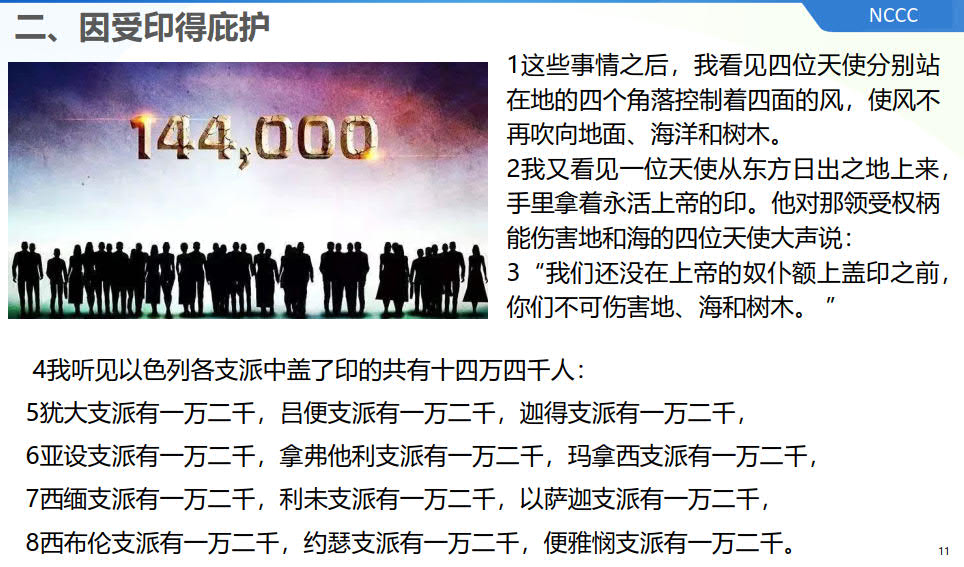 NCCC
二、因受印得庇护
144,000
1这些事情之后，我看见四位天使分别站
在地的四个角落控制着四面的风，使风不
再吹向地面、海洋和树木。
2我又看见一位天使从东方日出之地上来，
手里拿着永活上帝的印。他对那领受权柄
能伤害地和海的四位天使大声说：
3“我们还没在上帝的奴仆额上盖印之前，
你们不可伤害地、海和树木。”
4我听见以色列各支派中盖了印的共有十四万四千人：
5犹大支派有一万二千，吕便支派有一万二千，迦得支派有一万二千，
6亚设支派有一万二千，拿弗他利支派有一万二千，玛拿西支派有一万二千，
7西缅支派有一万二千，利未支派有一万二千，以萨迦支派有一万二千，
8西布伦支派有一万二千，约瑟支派有一万二千，便雅悯支派有一万二千。
11